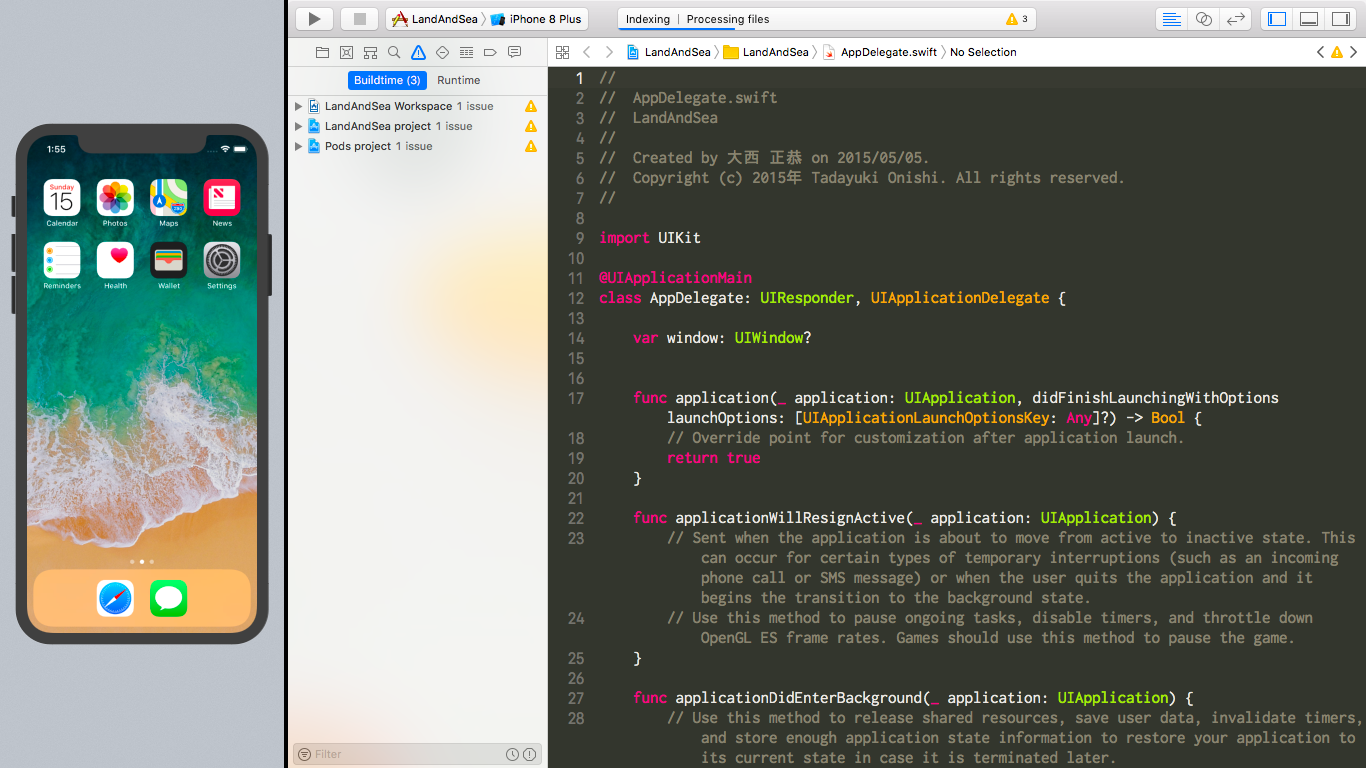 1:55
Sunday
15
Calendar
Photos
Maps
News
Reminders
Health
Wallet
Settings
LandAndSea
iPhone 8 Plus
Indexing | Processing files
3
Buildtime (3)
Runtime
LandAndSea Workspace 1 issue
LandAndSea project 1 issue
Pods project 1 issue
Filter
LandAndSea
LandAndSea
AppDelegate.swift
No Selection
1 //
2 //  AppDelegate.swift
3 //  LandAndSea
4 //
5 //  Created by 大西 正恭 on 2015/05/05.
6 //  Copyright (c) 2015年 Tadayuki Onishi. All rights reserved.
7 //
8
9 import UIKit
10
11 @UIApplicationMain
12 class AppDelegate: UIResponder, UIApplicationDelegate {
13
14     var window: UIWindow?
15
16
17     func application(_ application: UIApplication, didFinishLaunchingWithOptions
launchOptions: [UIApplicationLaunchOptionsKey: Any]?) -> Bool {
18         // Override point for customization after application launch.
19         return true
20     }
21
22     func applicationWillResignActive(_ application: UIApplication) {
23         // Sent when the application is about to move from active to inactive state. This
can occur for certain types of temporary interruptions (such as an incoming
phone call or SMS message) or when the user quits the application and it
begins the transition to the background state.
24         // Use this method to pause ongoing tasks, disable timers, and throttle down
OpenGL ES frame rates. Games should use this method to pause the game.
25     }
26
27     func applicationDidEnterBackground(_ application: UIApplication) {
28         // Use this method to release shared resources, save user data, invalidate timers,
and store enough application state information to restore your application to
its current state in case it is terminated later.